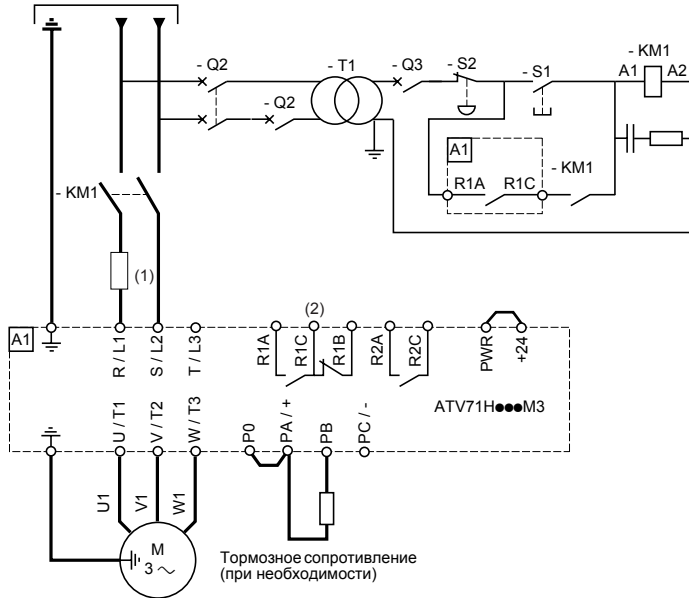 - Q2
- T1
- Q3
- S2
- S1
- KM1
A1 A2
- Q2
A1
- KM1
R1A R1C
- KM1
(1)
(2)
A1
R / L1
S / L2
T / L3
R1A
R1C
R1B
R2A
R2C
PWR
+24
ATV71H●●●M3
U / T1
V / T2
W / T3
P0
PA / +
PB
PC / -
U1
V1
W1
M
3 ~
Тормозное сопротивление
(при необходимости)